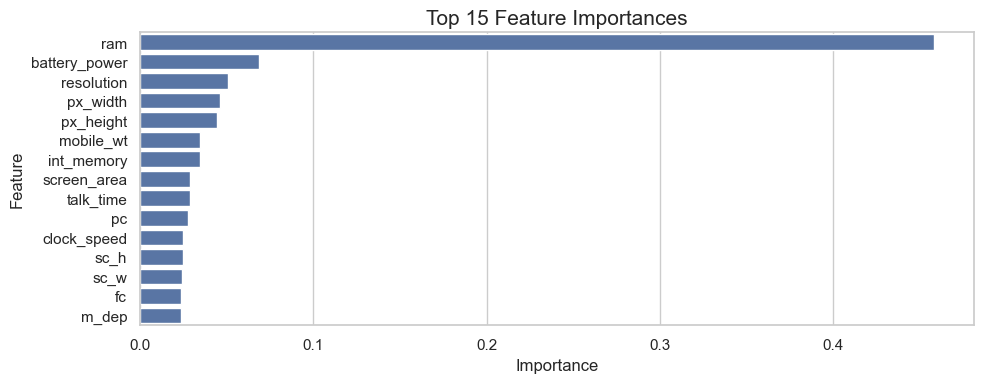 Top 15 Feature Importances
Feature
ram
battery_power
resolution
px_width
px_height
mobile_wt
int_memory
screen_area
talk_time
pc
clock_speed
sc_h
sc_w
fc
m_dep
0.0 0.1 0.2 0.3 0.4
Importance